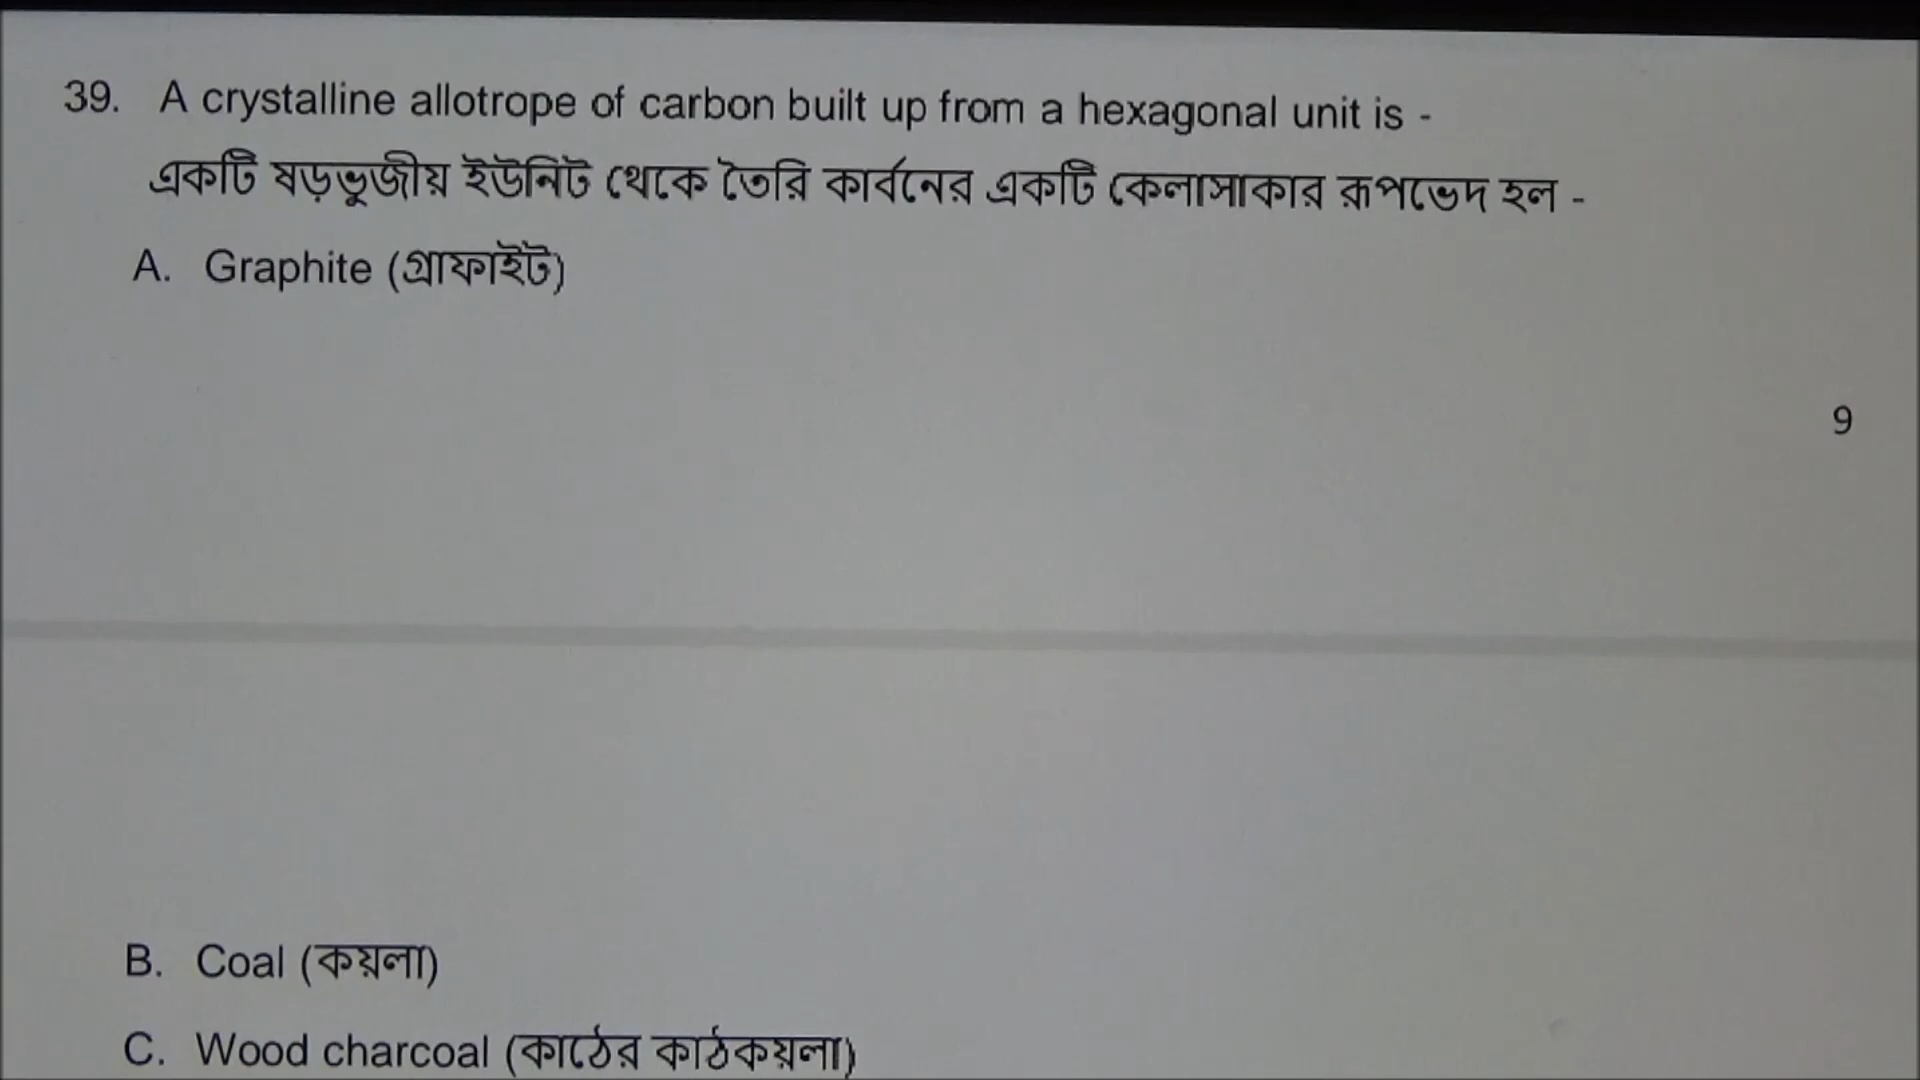 39. A crystalline allotrope of carbon built up from a hexagonal unit is -
একটি ষড়ভুজীয় ইউনিট থেকে তৈরি কার্বনের একটি কেলাসাকার রূপভেদ হল -
A. Graphite (গ্রাফাইট)
9
B. Coal (কয়লা)
C. Wood charcoal (কাঠের কাঠকয়লা)